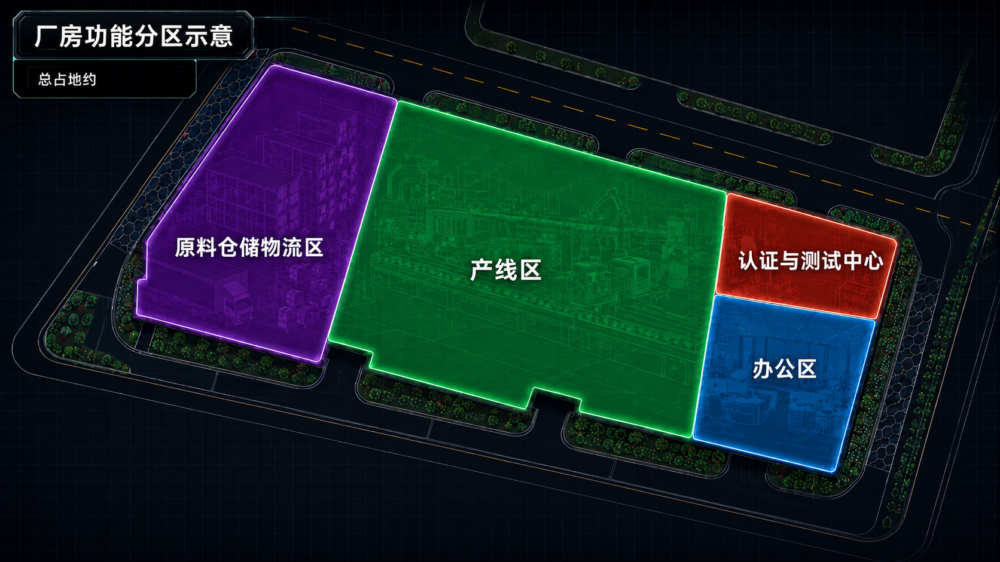 厂房功能分区示意
总占地约
原料仓储物流区
产线区
认证与测试中心
办公区